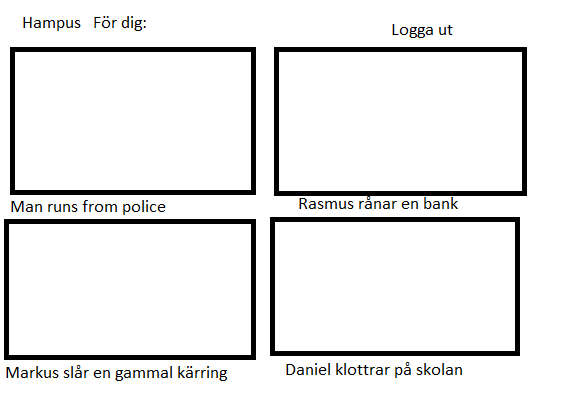 Hampus För dig:
Logga ut
Man runs from police
Rasmus rånar en bank
Markus slår en gammal kärring
Daniel klottrar på skolan